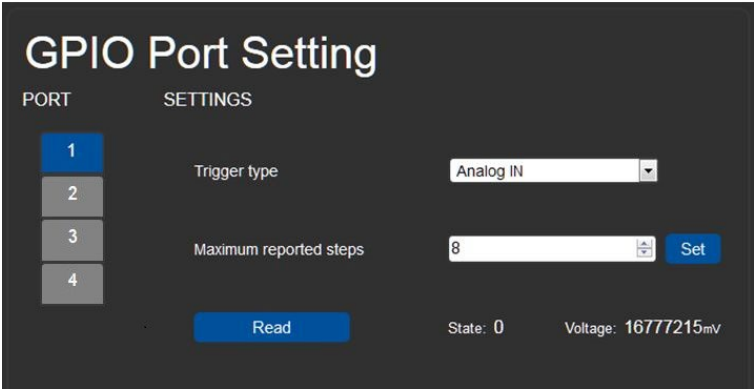 GPIO Port Setting
PORT SETTINGS
1
Trigger type Analog IN
2
3
Maximum reported steps 8 Set
4
Read State: 0 Voltage: 16777215mV